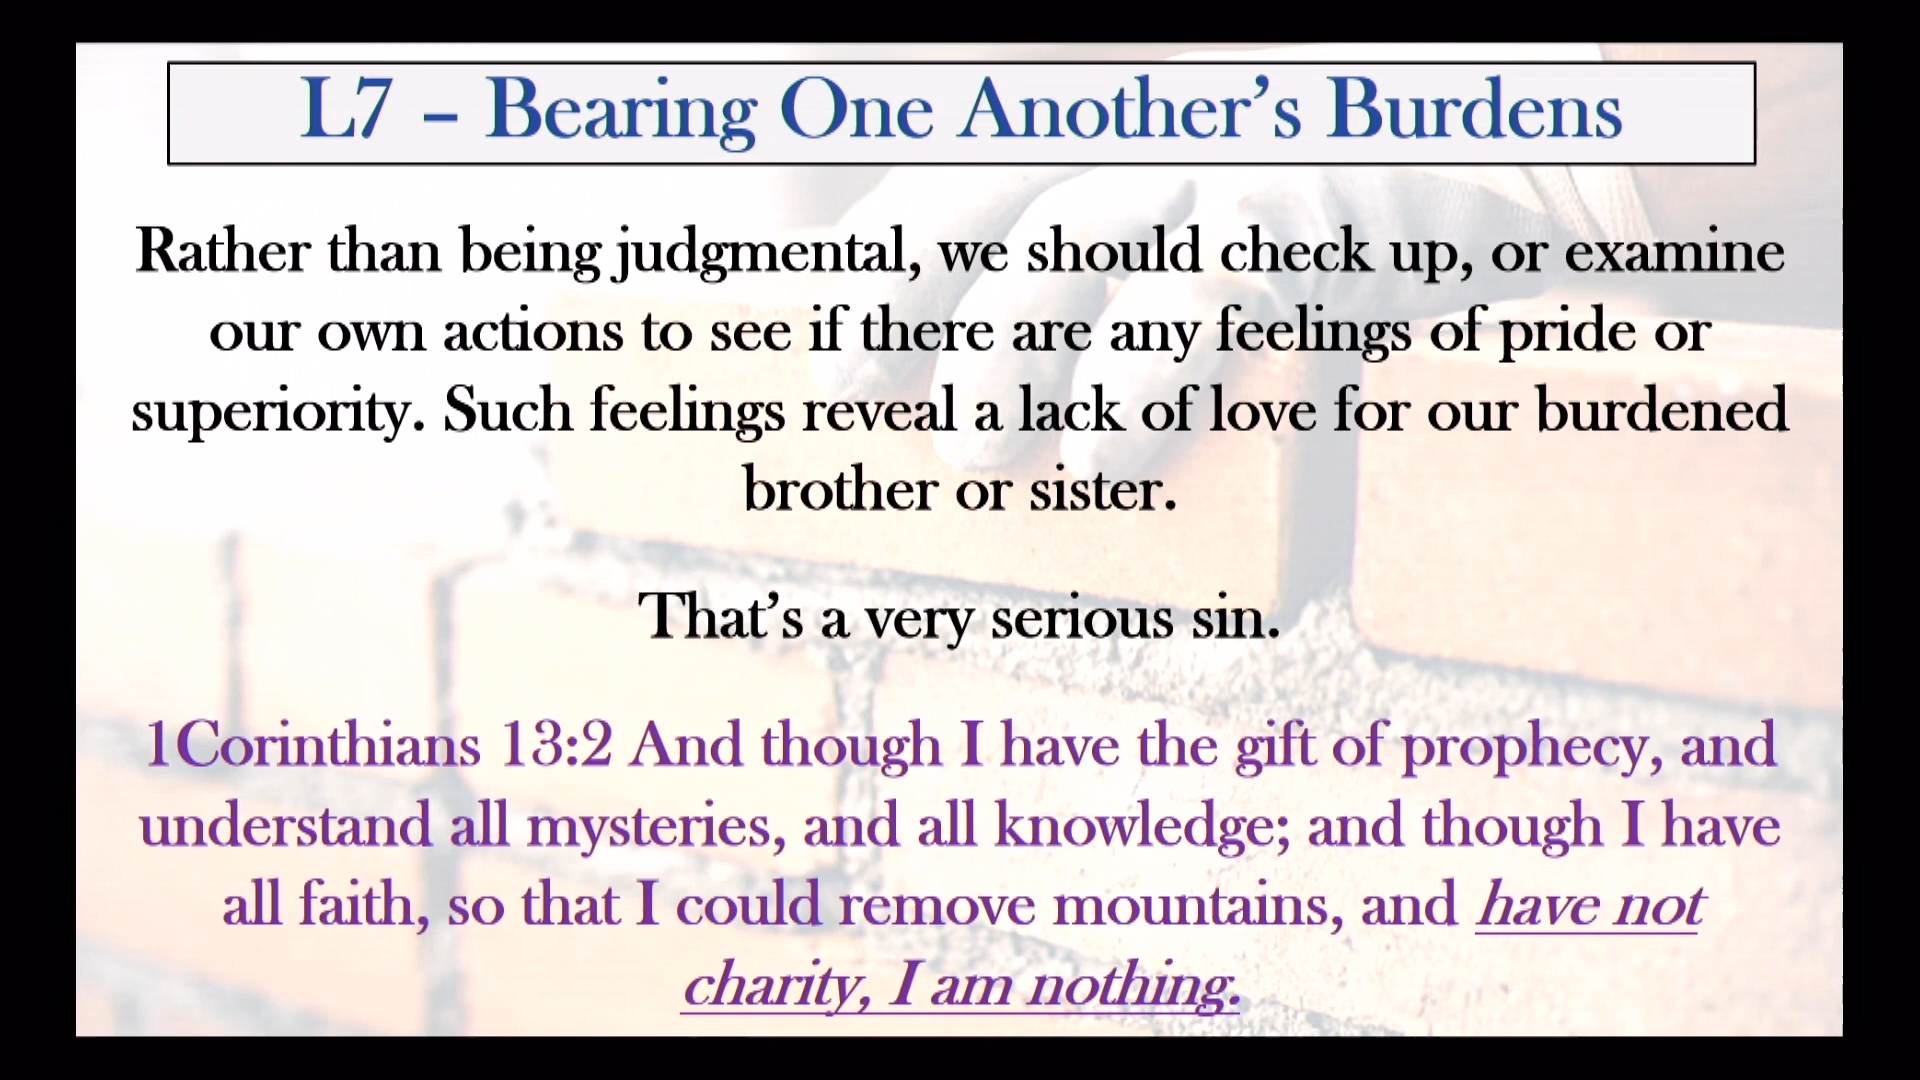 L7 – Bearing One Another’s Burdens
Rather than being judgmental, we should check up, or examine
our own actions to see if there are any feelings of pride or
superiority. Such feelings reveal a lack of love for our burdened
brother or sister.
That’s a very serious sin.
1Corinthians 13:2 And though I have the gift of prophecy, and
understand all mysteries, and all knowledge; and though I have
all faith, so that I could remove mountains, and have not
charity, I am nothing.